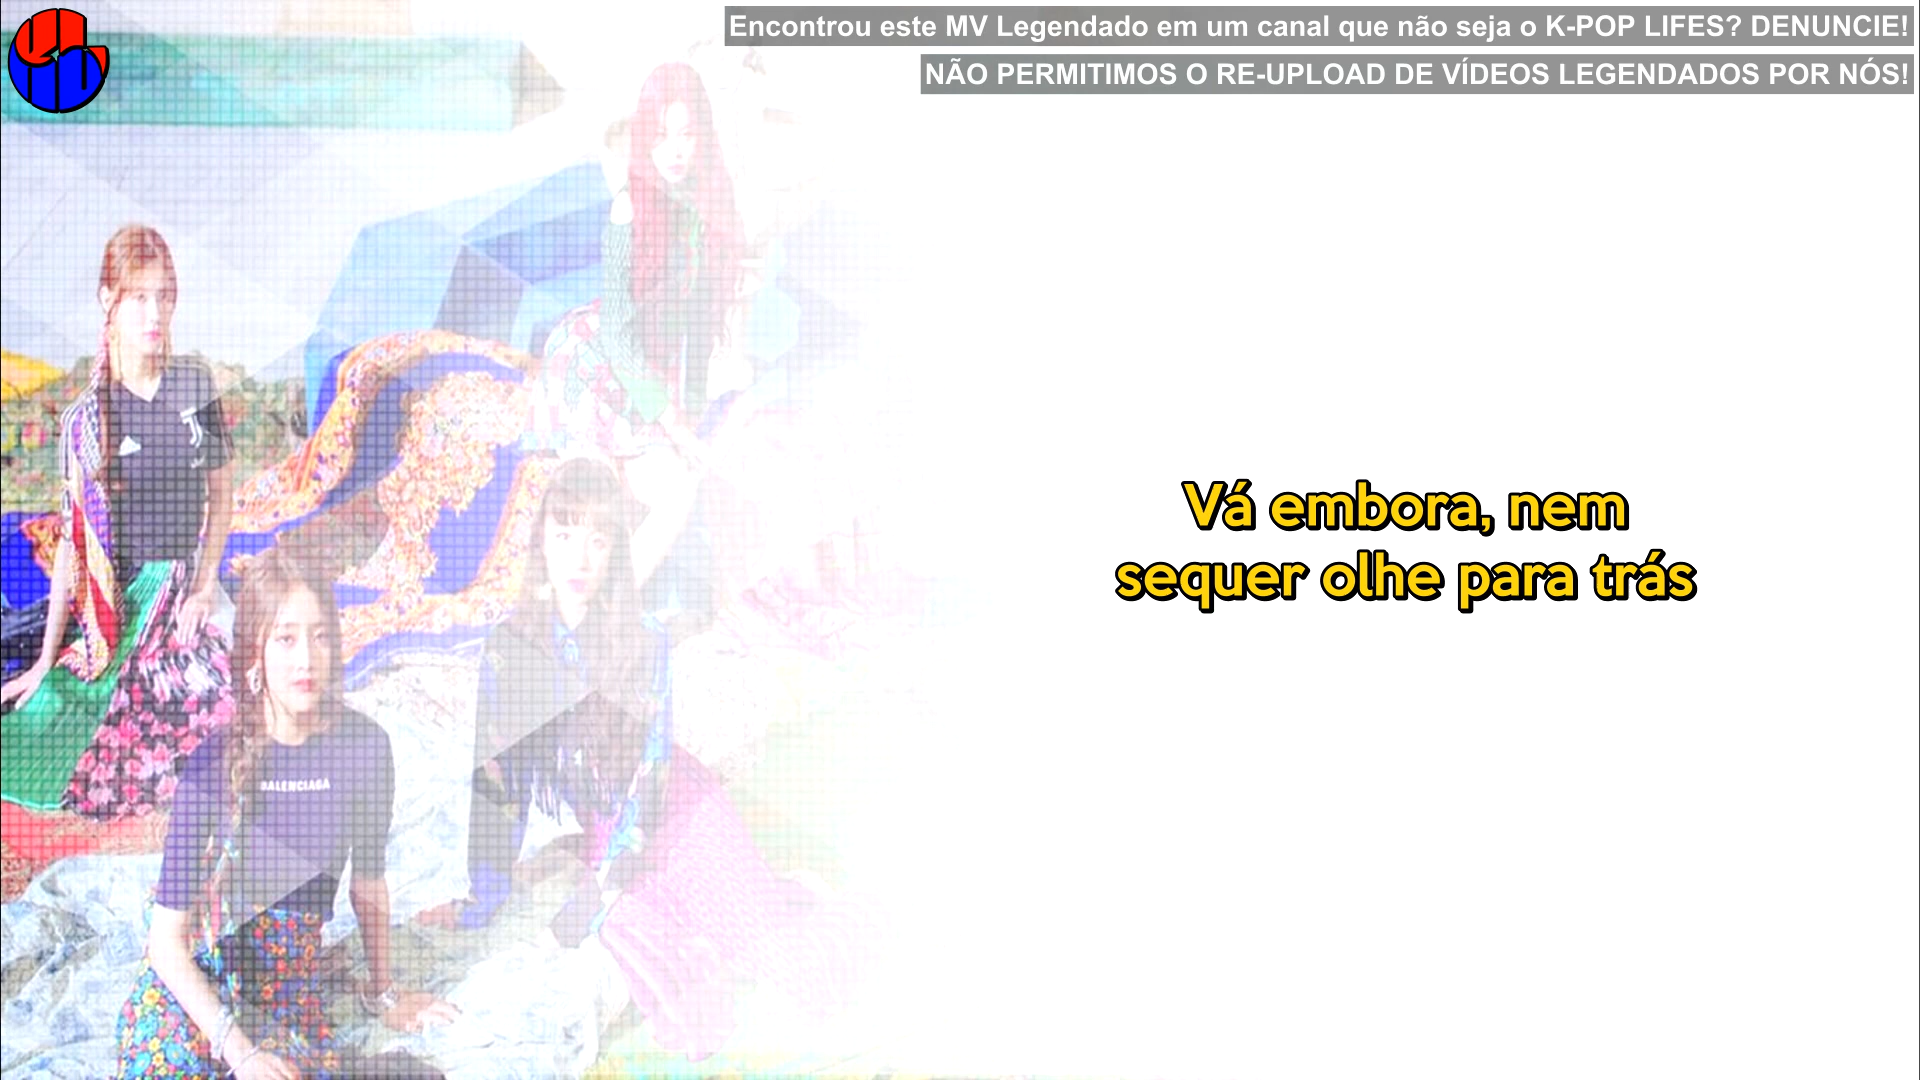 Encontrou este MV Legendado em um canal que não seja o K-POP LIFES? DENUNCIE!
NÃO PERMITIMOS O RE-UPLOAD DE VÍDEOS LEGENDADOS POR NÓS!
Vá embora, nem
sequer olhe para trás
BALENCIAGA